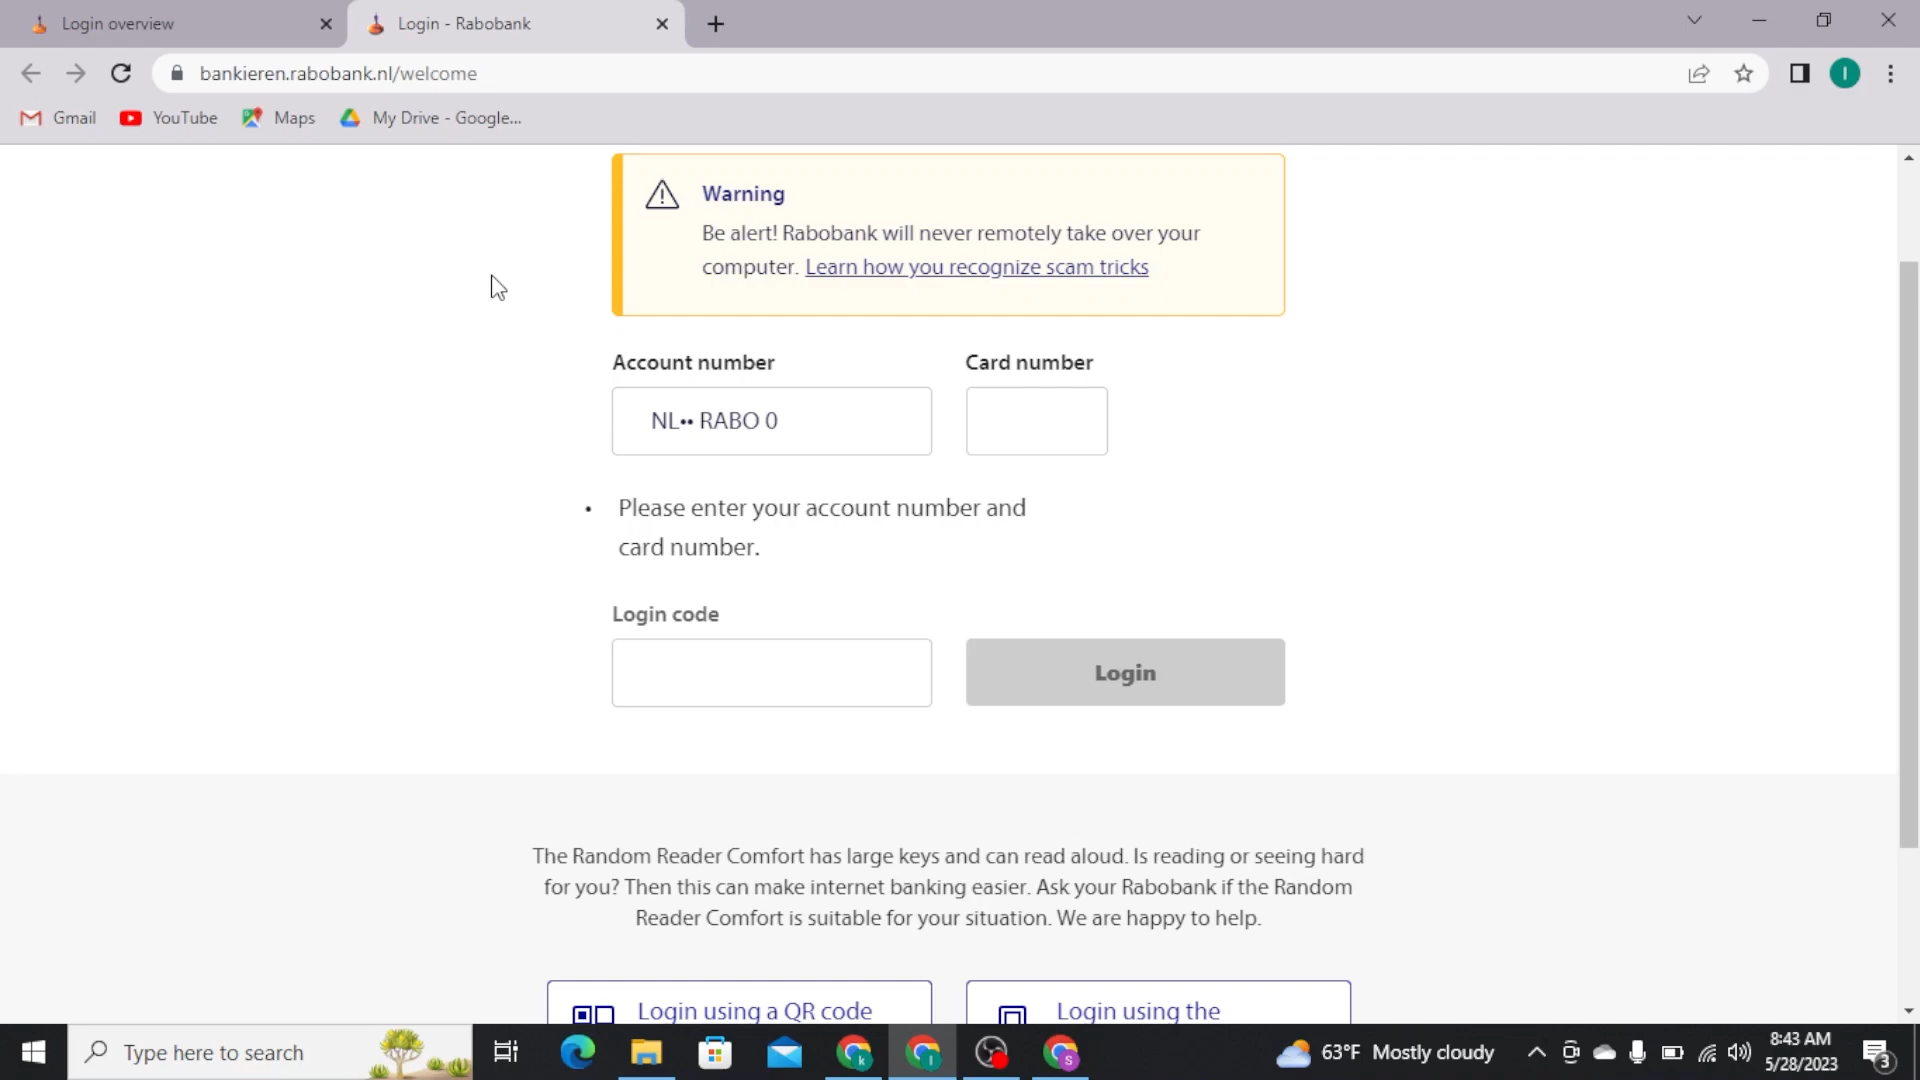 Login overview
Login - Rabobank
bankieren.rabobank.nl/welcome
I
Gmail
YouTube
Maps
My Drive - Google...
Warning
Be alert! Rabobank will never remotely take over your
computer. Learn how you recognize scam tricks
Account number
Card number
NL•• RABO 0
• Please enter your account number and
card number.
Login code
Login
The Random Reader Comfort has large keys and can read aloud. Is reading or seeing hard
for you? Then this can make internet banking easier. Ask your Rabobank if the Random
Reader Comfort is suitable for your situation. We are happy to help.
Login using a QR code
Login using the
Type here to search
k
I
S
63°F Mostly cloudy
8:43 AM
5/28/2023
3